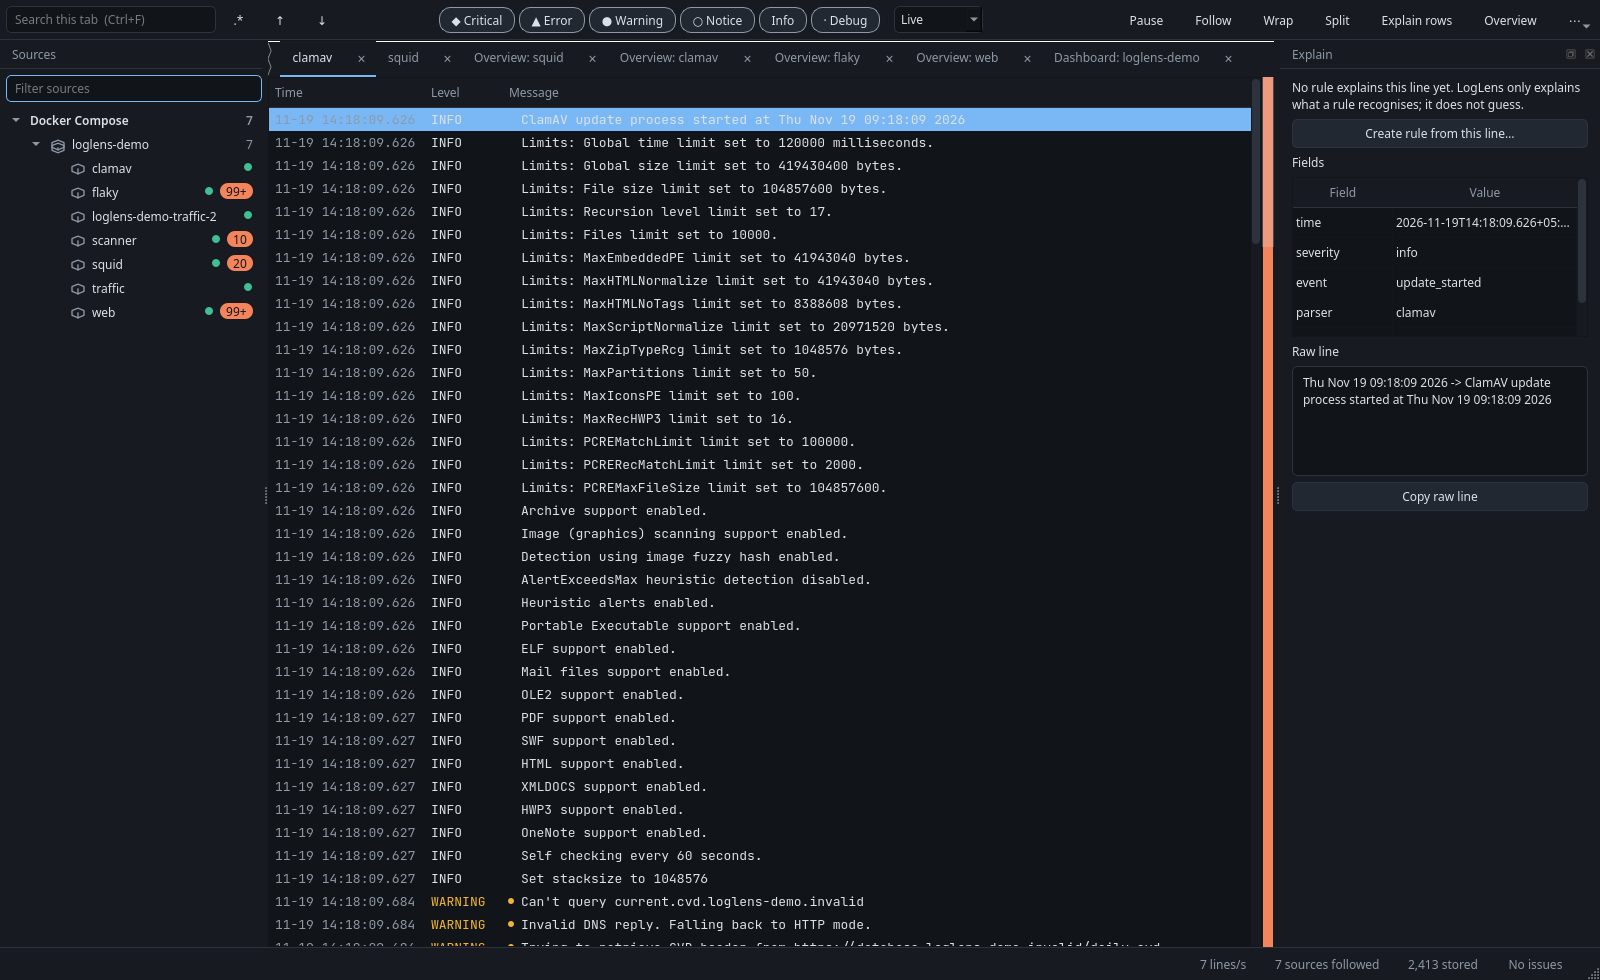 Search this tab (Ctrl+F)
.*
↑
↓
◆ Critical
▲ Error
● Warning
○ Notice
Info
· Debug
Live
Pause
Follow
Wrap
Split
Explain rows
Overview
...
Sources
Filter sources
Docker Compose 7
loglens-demo 7
clamav
flaky 99+
loglens-demo-traffic-2
scanner 10
squid 20
traffic
web 99+
clamav ×
squid ×
Overview: squid ×
Overview: clamav ×
Overview: flaky ×
Overview: web ×
Dashboard: loglens-demo ×
Time Level Message
11-19 14:18:09.626 INFO ClamAV update process started at Thu Nov 19 09:18:09 2026
11-19 14:18:09.626 INFO Limits: Global time limit set to 120000 milliseconds.
11-19 14:18:09.626 INFO Limits: Global size limit set to 419430400 bytes.
11-19 14:18:09.626 INFO Limits: File size limit set to 104857600 bytes.
11-19 14:18:09.626 INFO Limits: Recursion level limit set to 17.
11-19 14:18:09.626 INFO Limits: Files limit set to 10000.
11-19 14:18:09.626 INFO Limits: MaxEmbeddedPE limit set to 41943040 bytes.
11-19 14:18:09.626 INFO Limits: MaxHTMLNormalize limit set to 41943040 bytes.
11-19 14:18:09.626 INFO Limits: MaxHTMLNoTags limit set to 8388608 bytes.
11-19 14:18:09.626 INFO Limits: MaxScriptNormalize limit set to 20971520 bytes.
11-19 14:18:09.626 INFO Limits: MaxZipTypeRcg limit set to 1048576 bytes.
11-19 14:18:09.626 INFO Limits: MaxPartitions limit set to 50.
11-19 14:18:09.626 INFO Limits: MaxIconsPE limit set to 100.
11-19 14:18:09.626 INFO Limits: MaxRecHWP3 limit set to 16.
11-19 14:18:09.626 INFO Limits: PCREMatchLimit limit set to 100000.
11-19 14:18:09.626 INFO Limits: PCRERecMatchLimit limit set to 2000.
11-19 14:18:09.626 INFO Limits: PCREMaxFileSize limit set to 104857600.
11-19 14:18:09.626 INFO Archive support enabled.
11-19 14:18:09.626 INFO Image (graphics) scanning support enabled.
11-19 14:18:09.626 INFO Detection using image fuzzy hash enabled.
11-19 14:18:09.626 INFO AlertExceedsMax heuristic detection disabled.
11-19 14:18:09.626 INFO Heuristic alerts enabled.
11-19 14:18:09.626 INFO Portable Executable support enabled.
11-19 14:18:09.626 INFO ELF support enabled.
11-19 14:18:09.626 INFO Mail files support enabled.
11-19 14:18:09.626 INFO OLE2 support enabled.
11-19 14:18:09.627 INFO PDF support enabled.
11-19 14:18:09.627 INFO SWF support enabled.
11-19 14:18:09.627 INFO HTML support enabled.
11-19 14:18:09.627 INFO XMLDOCS support enabled.
11-19 14:18:09.627 INFO HWP3 support enabled.
11-19 14:18:09.627 INFO OneNote support enabled.
11-19 14:18:09.627 INFO Self checking every 60 seconds.
11-19 14:18:09.627 INFO Set stacksize to 1048576
11-19 14:18:09.684 WARNING ● Can't query current.cvd.loglens-demo.invalid
11-19 14:18:09.684 WARNING ● Invalid DNS reply. Falling back to HTTP mode.
11-19 14:18:09.684 WARNING ● Trying to retrieve CVD header from https://database.loglens-demo.invalid/daily.cvd
Explain
No rule explains this line yet. LogLens only explains
what a rule recognises; it does not guess.
Create rule from this line...
Fields
Field Value
time 2026-11-19T14:18:09.626+05:...
severity info
event update_started
parser clamav
Raw line
Thu Nov 19 09:18:09 2026 -> ClamAV update
process started at Thu Nov 19 09:18:09 2026
Copy raw line
7 lines/s
7 sources followed
2,413 stored
No issues